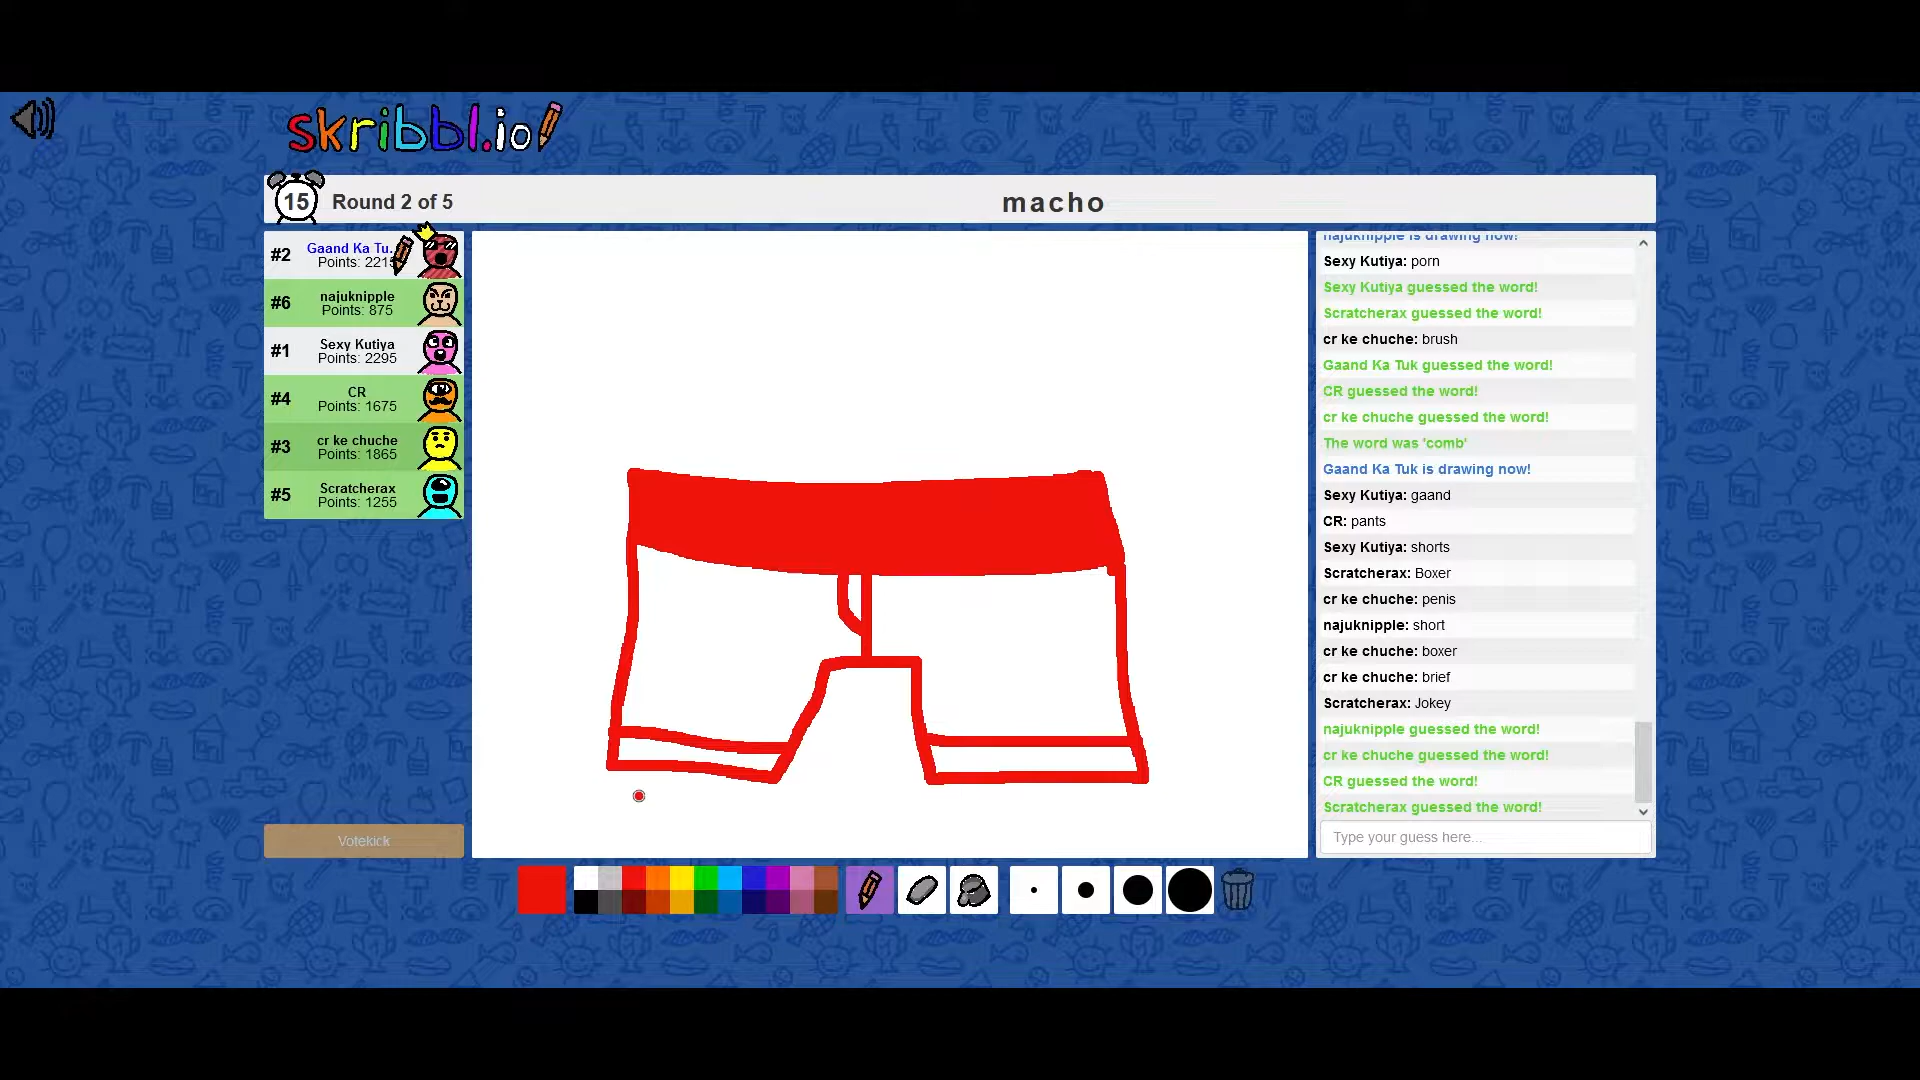 skribbl.io
15
Round 2 of 5
macho
#2
Gaand Ka Tu..
Points: 2215
#6
najuknipple
Points: 875
#1
Sexy Kutiya
Points: 2295
#4
CR
Points: 1675
#3
cr ke chuche
Points: 1865
#5
Scratcherax
Points: 1255
Votekick
najuknipple is drawing now!
Sexy Kutiya: porn
Sexy Kutiya guessed the word!
Scratcherax guessed the word!
cr ke chuche: brush
Gaand Ka Tuk guessed the word!
CR guessed the word!
cr ke chuche guessed the word!
The word was 'comb'
Gaand Ka Tuk is drawing now!
Sexy Kutiya: gaand
CR: pants
Sexy Kutiya: shorts
Scratcherax: Boxer
cr ke chuche: penis
najuknipple: short
cr ke chuche: boxer
cr ke chuche: brief
Scratcherax: Jokey
najuknipple guessed the word!
cr ke chuche guessed the word!
CR guessed the word!
Scratcherax guessed the word!
Type your guess here...